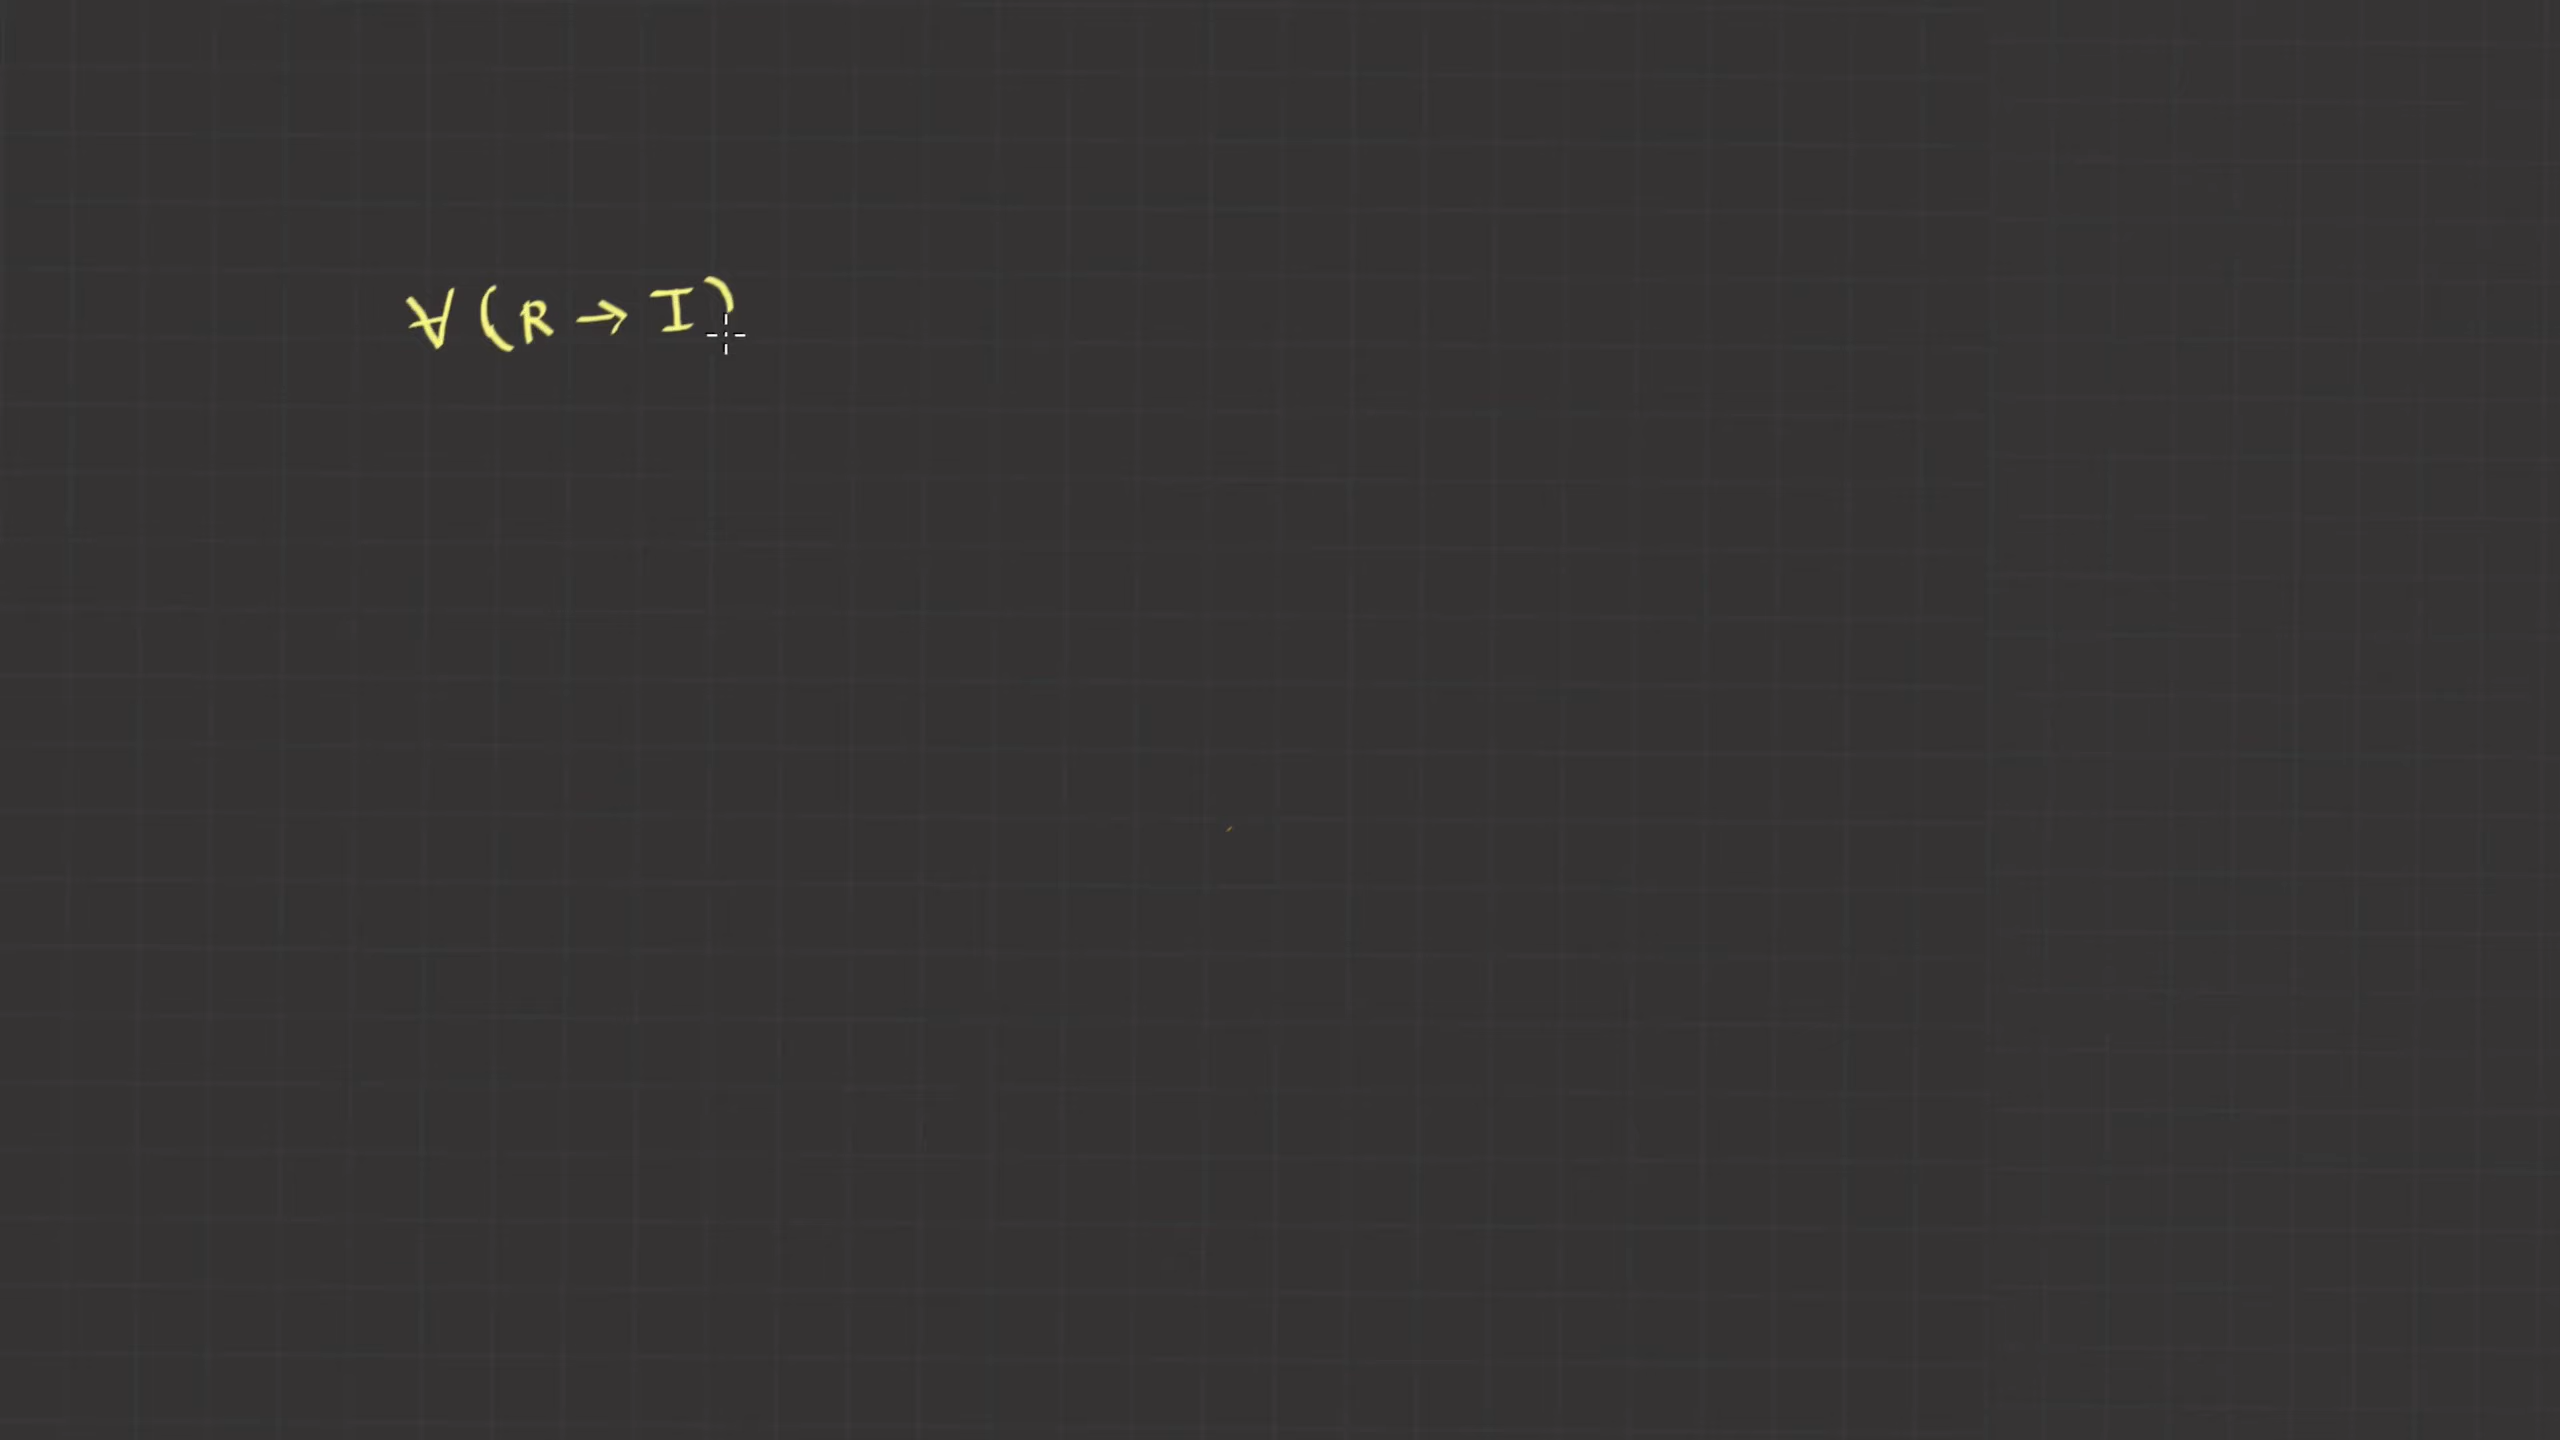 ∀ (R → I)